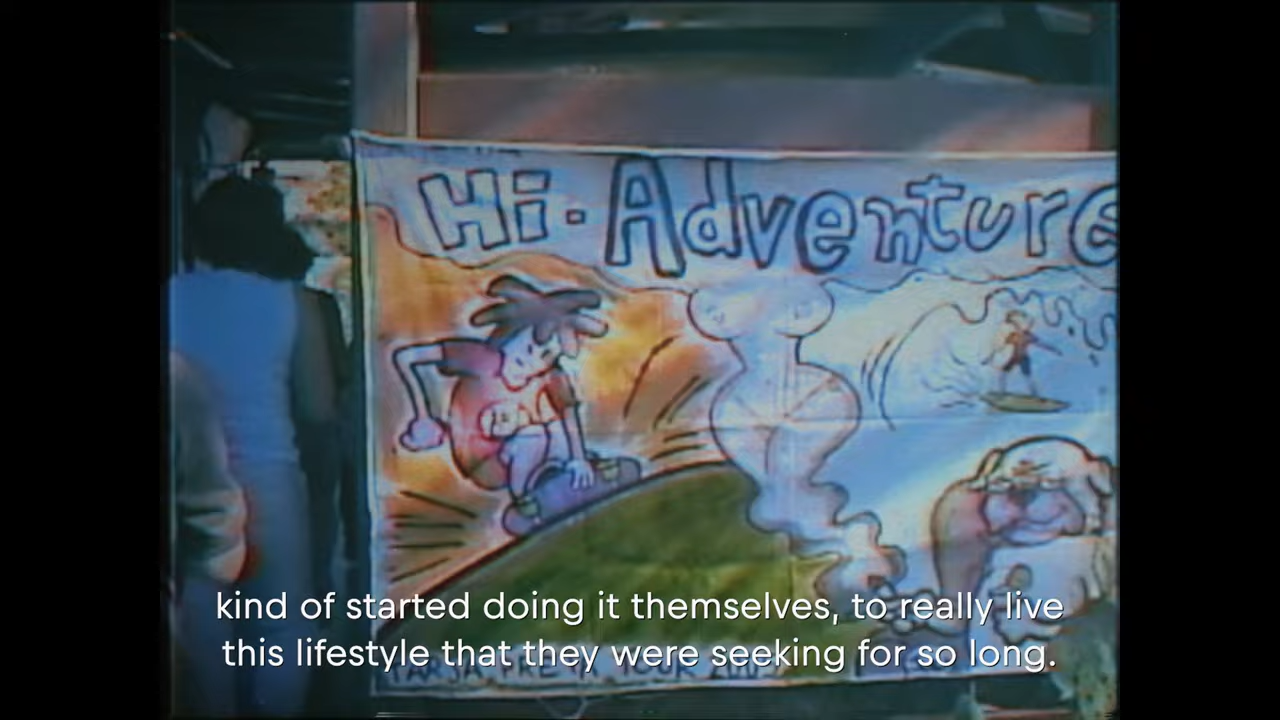 Hi-Adventure
kind of started doing it themselves, to really live
this lifestyle that they were seeking for so long.